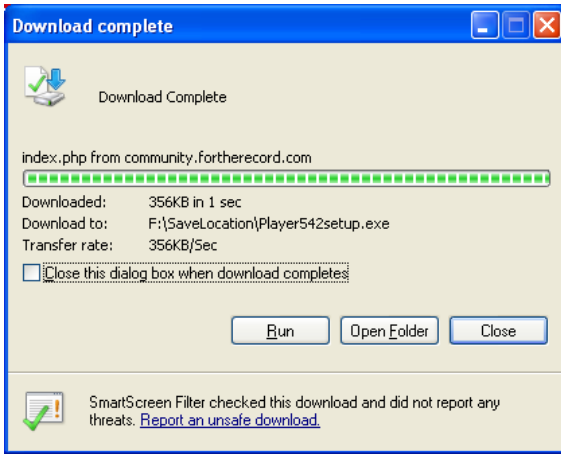 Download complete
Download Complete
index.php from community.fortherecord.com
Downloaded: 356KB in 1 sec
Download to: F:\SaveLocation\Player542setup.exe
Transfer rate: 356KB/Sec
Close this dialog box when download completes
Run Open Folder Close
SmartScreen Filter checked this download and did not report any
threats. Report an unsafe download.